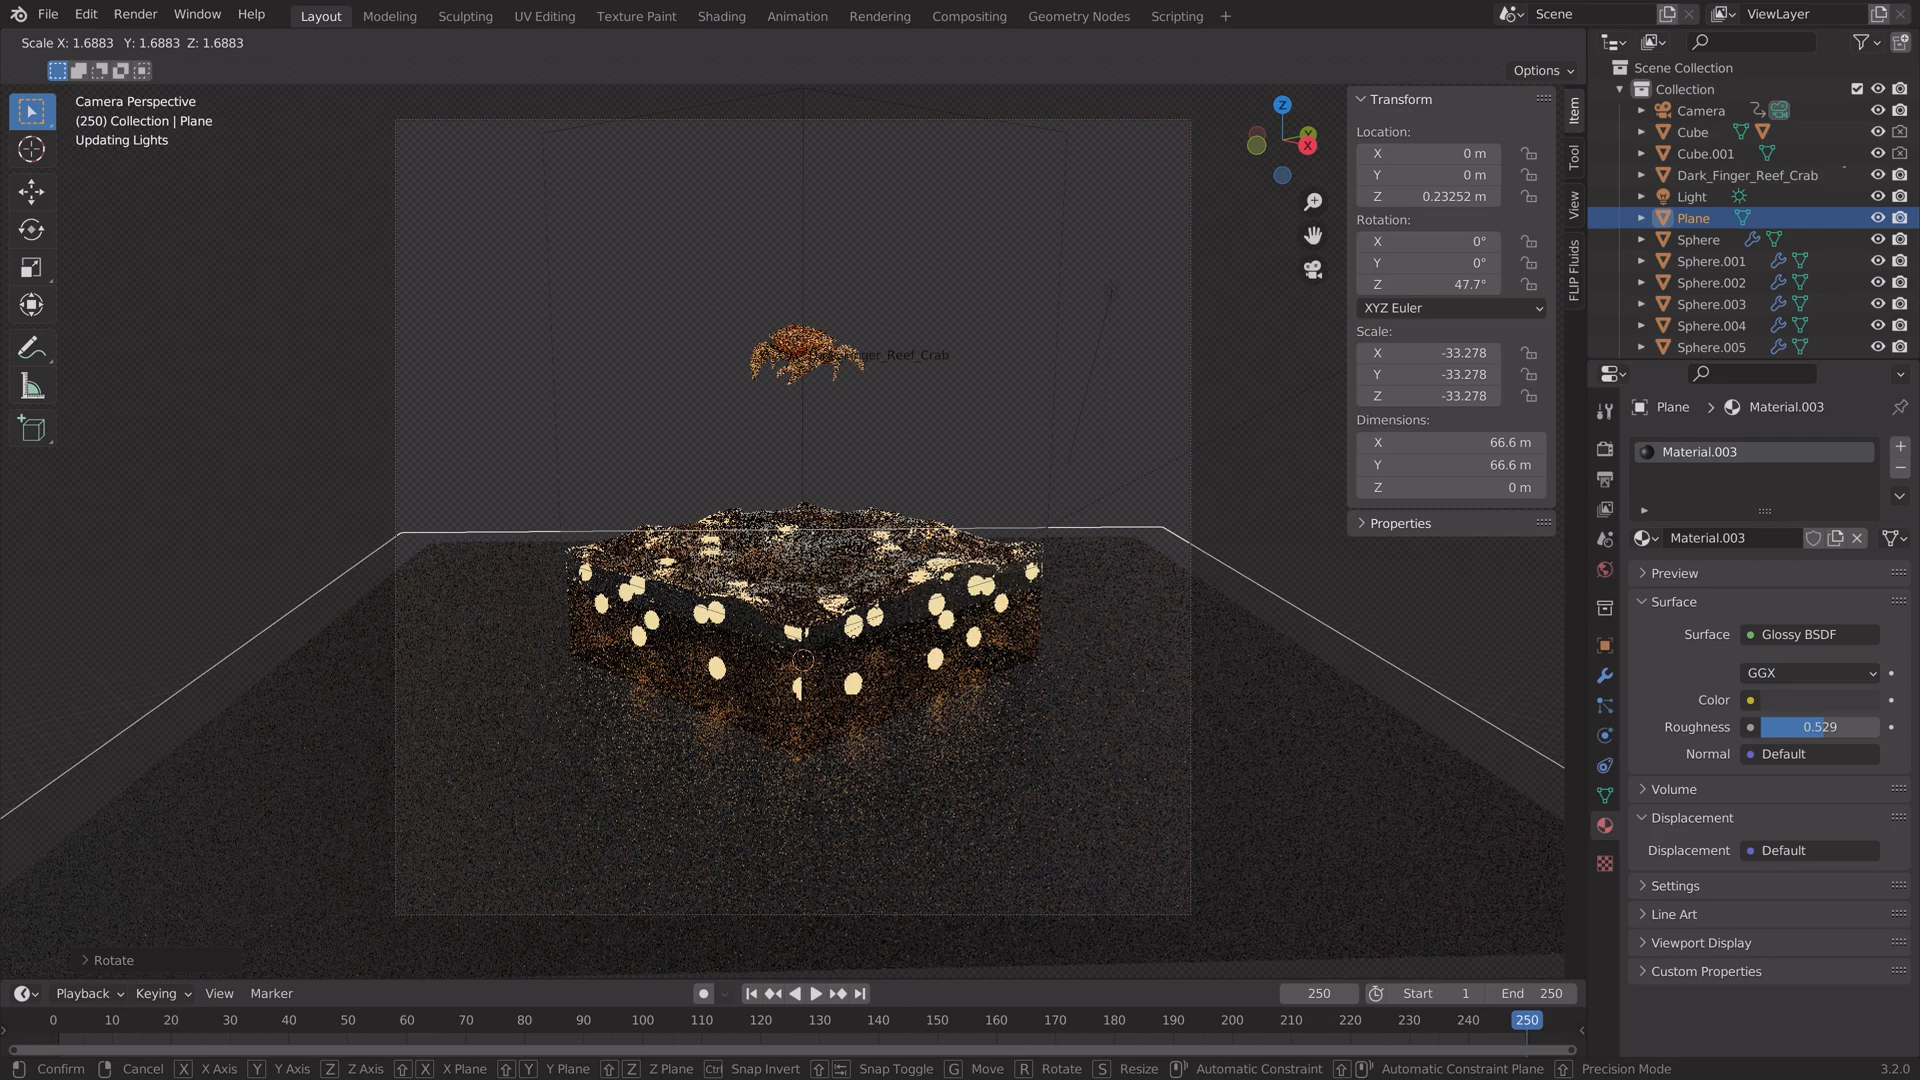 File Edit Render Window Help Layout Modeling Sculpting UV Editing Texture Paint Shading Animation Rendering Compositing Geometry Nodes Scripting + Scene ViewLayer
Scale X: 1.6883 Y: 1.6883 Z: 1.6883
Options
Camera Perspective
(250) Collection | Plane
Updating Lights
Z
Y
X
Transform
Location:
X 0 m
Y 0 m
Z 0.23252 m
Rotation:
X 0°
Y 0°
Z 47.7°
XYZ Euler
Scale:
X -33.278
Y -33.278
Z -33.278
Dimensions:
X 66.6 m
Y 66.6 m
Z 0 m
Properties
Item
Tool
View
FLIP Fluids
Scene Collection
Collection
Camera
Cube
Cube.001
Dark_Finger_Reef_Crab
Light
Plane
Sphere
Sphere.001
Sphere.002
Sphere.003
Sphere.004
Sphere.005
Plane > Material.003
Material.003
Material.003
Preview
Surface
Surface Glossy BSDF
GGX
Color
Roughness 0.529
Normal Default
Volume
Displacement
Displacement Default
Settings
Line Art
Viewport Display
Custom Properties
Rotate
Playback Keying View Marker 250 Start 1 End 250
0 10 20 30 40 50 60 70 80 90 100 110 120 130 140 150 160 170 180 190 200 210 220 230 240 250
Confirm Cancel X X Axis Y Y Axis Z Z Axis X X Plane Y Y Plane Z Z Plane Ctrl Snap Invert Snap Toggle G Move R Rotate S Resize Automatic Constraint Automatic Constraint Plane Precision Mode 3.2.0